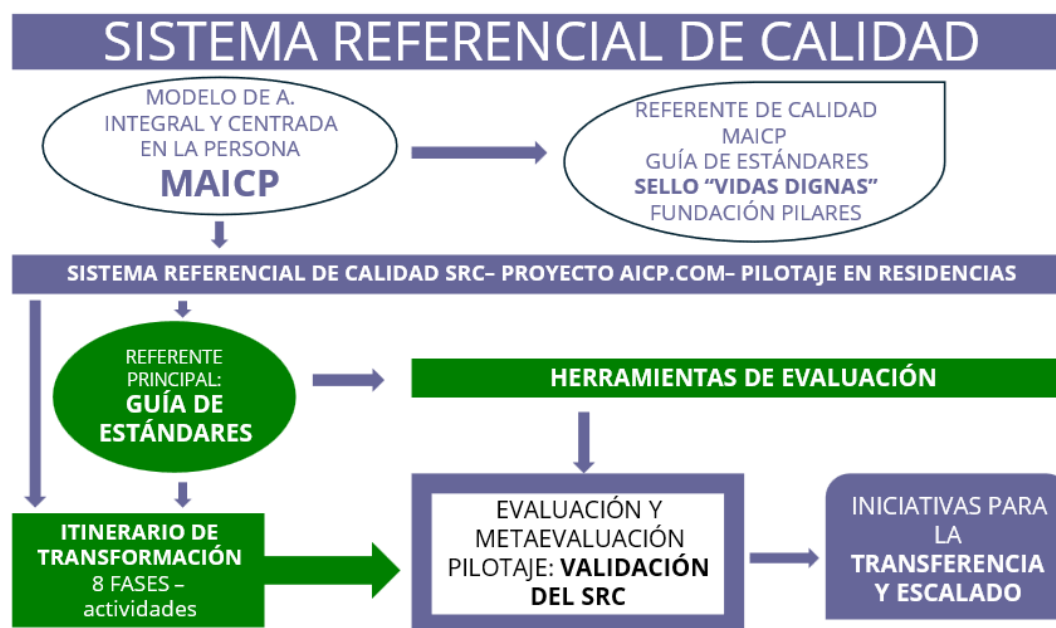 SISTEMA REFERENCIAL DE CALIDAD
MODELO DE A.
INTEGRAL Y CENTRADA
EN LA PERSONA
MAICP
REFERENTE DE CALIDAD
MAICP
GUÍA DE ESTÁNDARES
SELLO “VIDAS DIGNAS”
FUNDACIÓN PILARES
SISTEMA REFERENCIAL DE CALIDAD SRC– PROYECTO AICP.COM– PILOTAJE EN RESIDENCIAS
REFERENTE
PRINCIPAL:
GUÍA DE
ESTÁNDARES
HERRAMIENTAS DE EVALUACIÓN
ITINERARIO DE
TRANSFORMACIÓN
8 FASES –
actividades
EVALUACIÓN Y
METAEVALUACIÓN
PILOTAJE: VALIDACIÓN
DEL SRC
INICIATIVAS PARA
LA
TRANSFERENCIA
Y ESCALADO